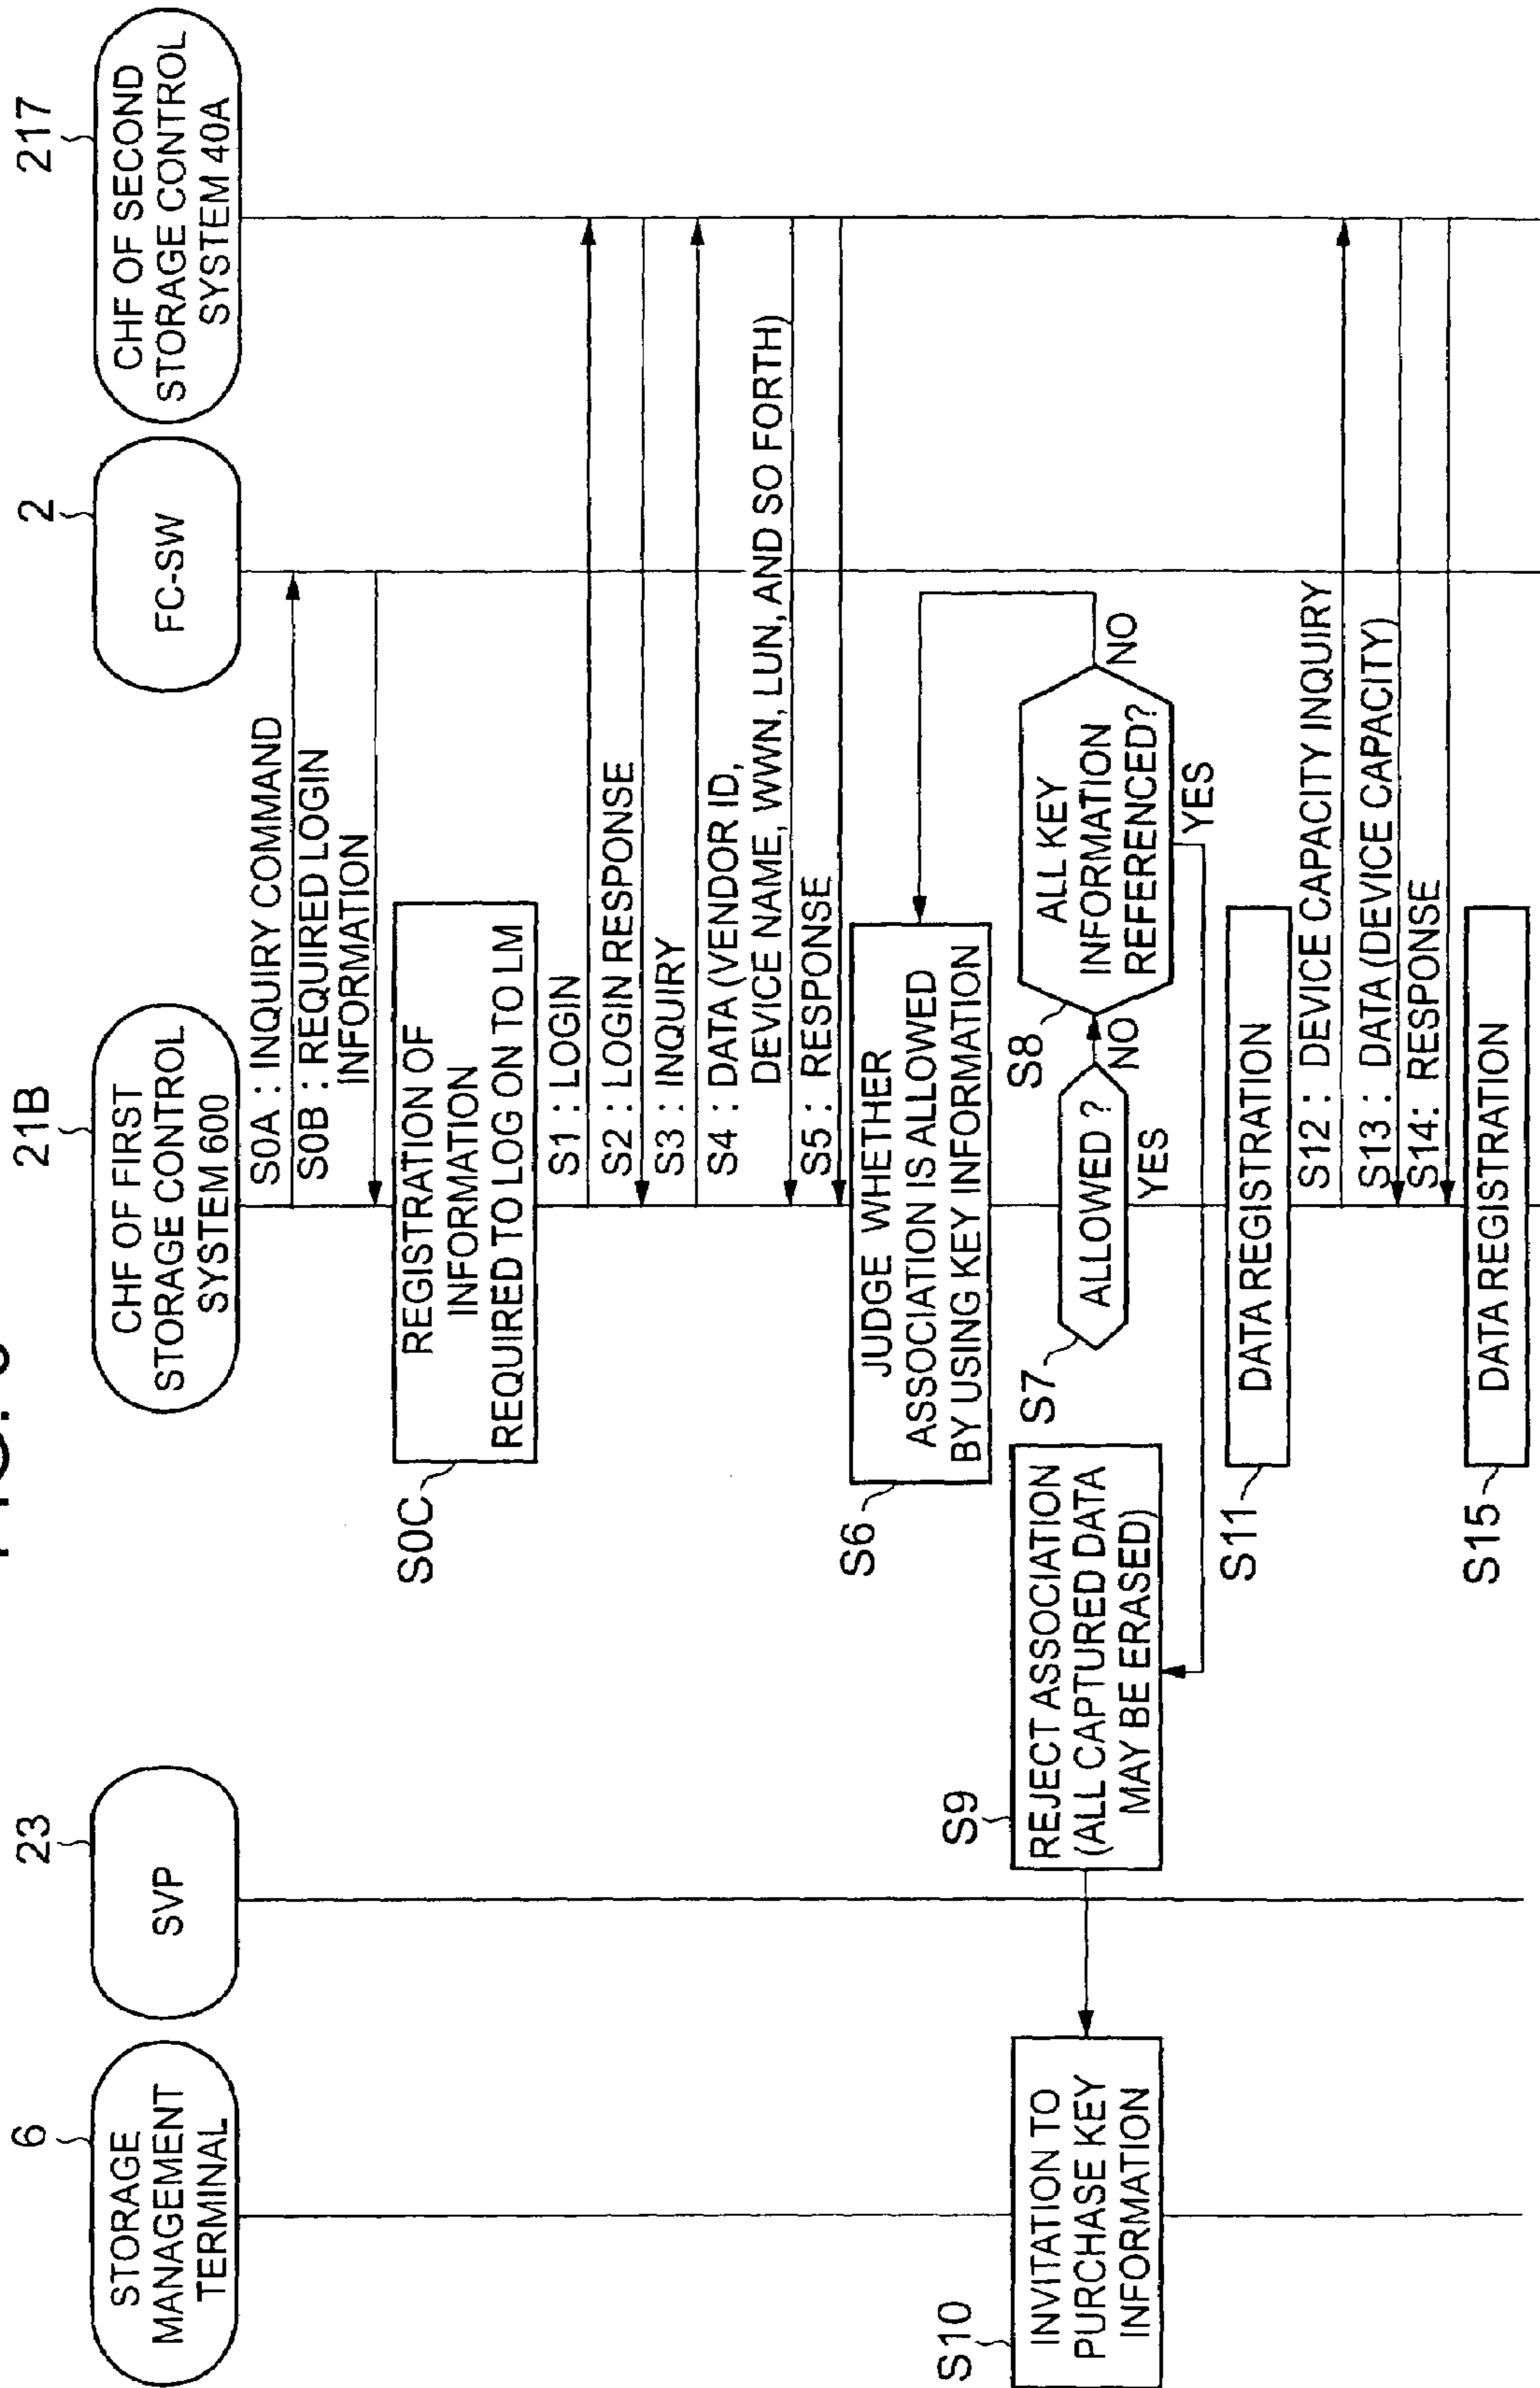 FIG.
6
STORAGE
MANAGEMENT
TERMINAL
23
SVP
21B
CHF OF FIRST
STORAGE CONTROL
SYSTEM 600
2
FC-SW
217
CHF OF SECOND
STORAGE CONTROL
SYSTEM 40A
S0A : INQUIRY COMMAND
S0B : REQUIRED LOGIN
INFORMATION
S0C
REGISTRATION OF
INFORMATION
REQUIRED TO LOG ON TO LM
S1 : LOGIN
S2 : LOGIN RESPONSE
S3 : INQUIRY
S4 : DATA (VENDOR ID,
DEVICE NAME, WWN, LUN, AND SO FORTH)
S5 : RESPONSE
S6
JUDGE WHETHER
ASSOCIATION IS ALLOWED
BY USING KEY INFORMATION
S7
ALLOWED ?
NO
YES
S8
ALL KEY
INFORMATION
REFERENCED?
NO
YES
S9
REJECT ASSOCIATION
(ALL CAPTURED DATA
MAY BE ERASED)
S10
INVITATION TO
PURCHASE KEY
INFORMATION
S11
DATA REGISTRATION
S12 : DEVICE CAPACITY INQUIRY
S13 : DATA (DEVICE CAPACITY)
S14 : RESPONSE
S15
DATA REGISTRATION